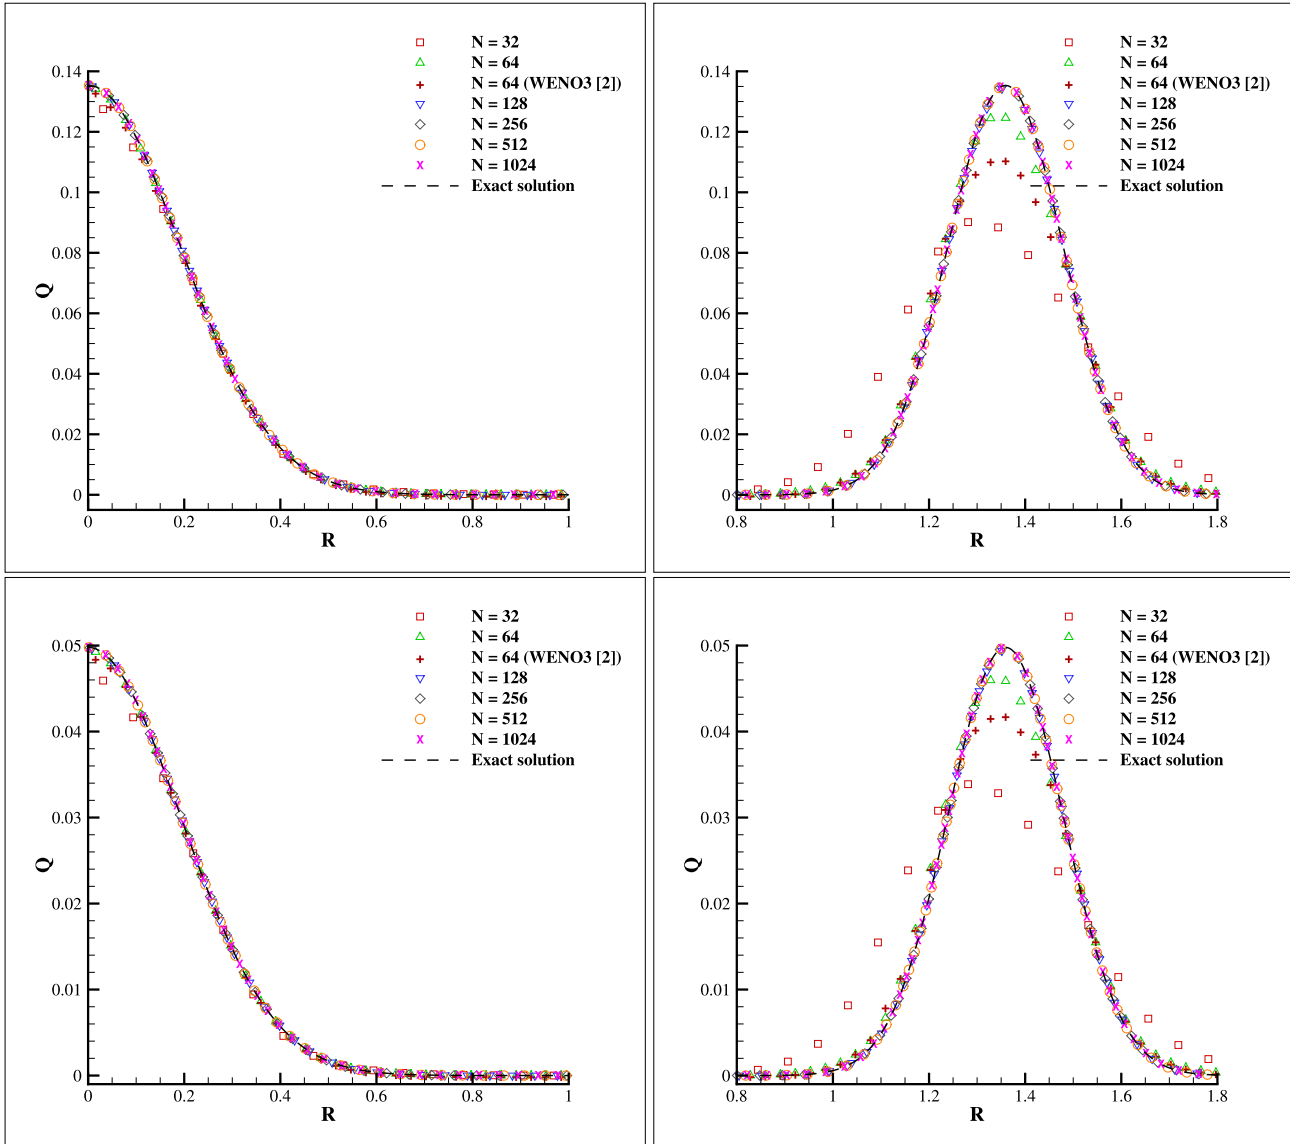 N = 32
N = 64
N = 64 (WENO3 [2])
N = 128
N = 256
N = 512
N = 1024
Exact solution
0.14
0.12
0.1
0.08
0.06
0.04
0.02
0
Q
0
0.2
0.4
0.6
0.8
1
R
N = 32
N = 64
N = 64 (WENO3 [2])
N = 128
N = 256
N = 512
N = 1024
Exact solution
0.14
0.12
0.1
0.08
0.06
0.04
0.02
0
Q
0.8
1
1.2
1.4
1.6
1.8
R
N = 32
N = 64
N = 64 (WENO3 [2])
N = 128
N = 256
N = 512
N = 1024
Exact solution
0.05
0.04
0.03
0.02
0.01
0
Q
0
0.2
0.4
0.6
0.8
1
R
N = 32
N = 64
N = 64 (WENO3 [2])
N = 128
N = 256
N = 512
N = 1024
Exact solution
0.05
0.04
0.03
0.02
0.01
0
Q
0.8
1
1.2
1.4
1.6
1.8
R